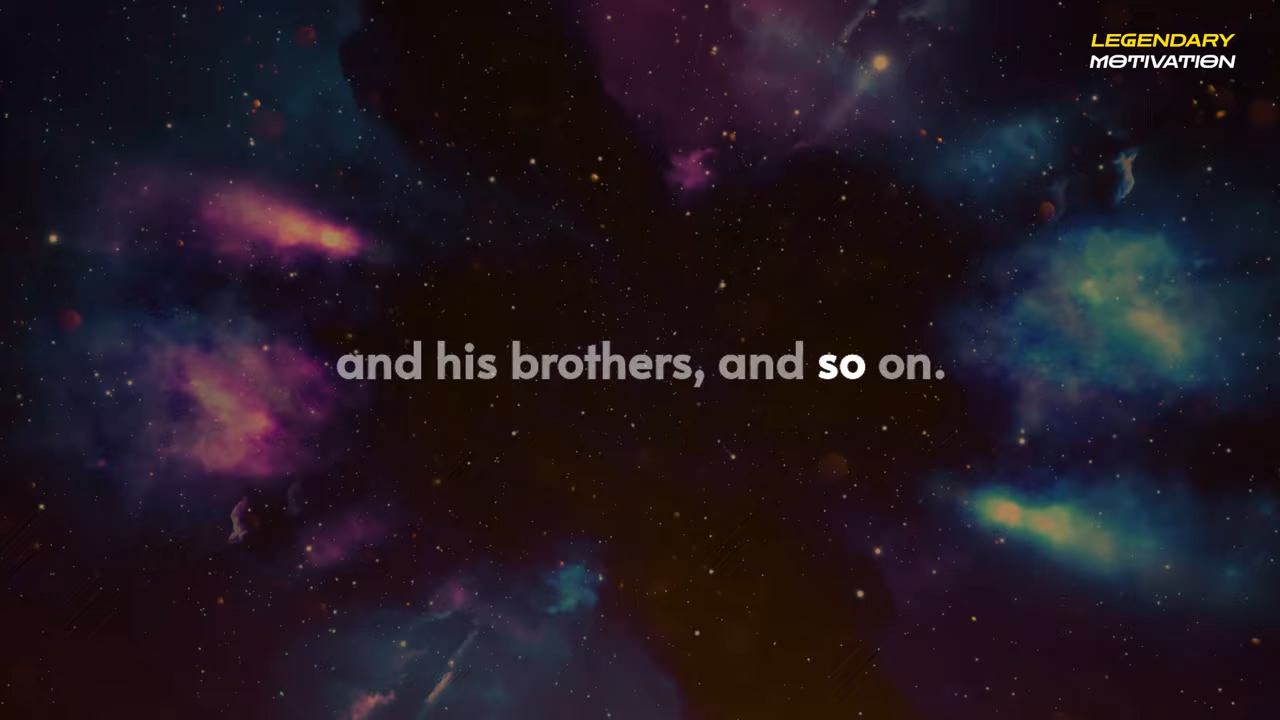 LEGENDARY
MOTIVATION
and his brothers, and so on.